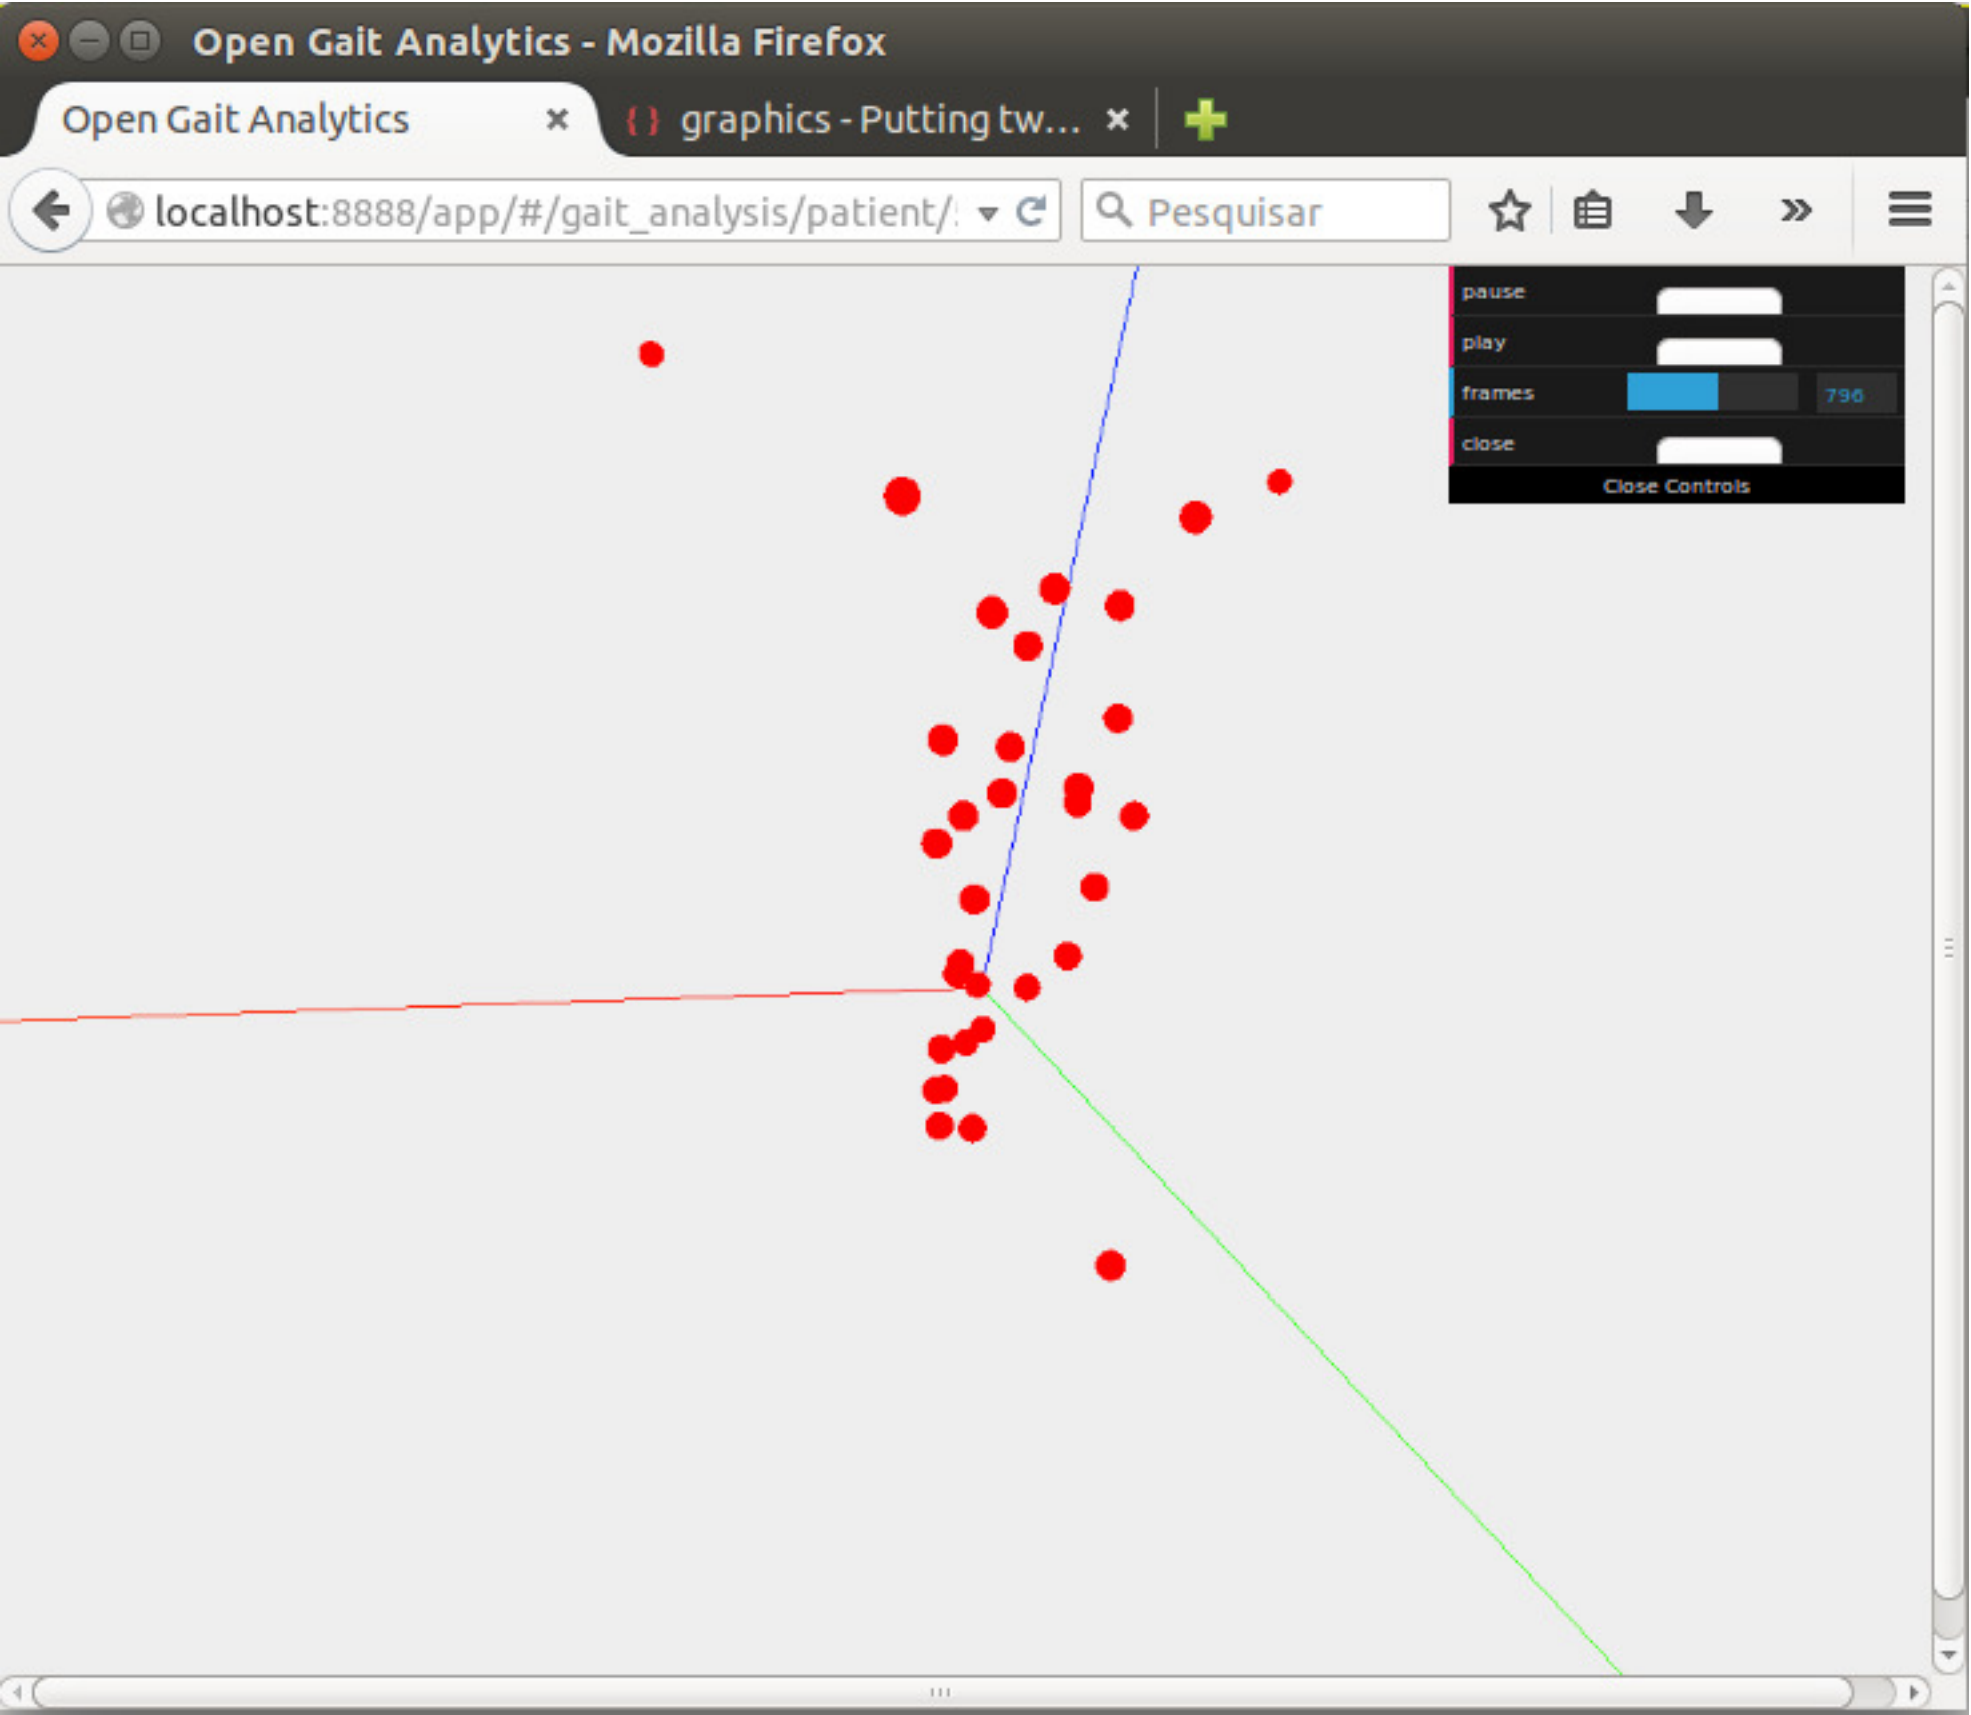 Open Gait Analytics - Mozilla Firefox
Open Gait Analytics
{ } graphics - Putting tw...
localhost:8888/app/#/gait_analysis/patient/
Pesquisar
pause
play
frames 796
close
Close Controls